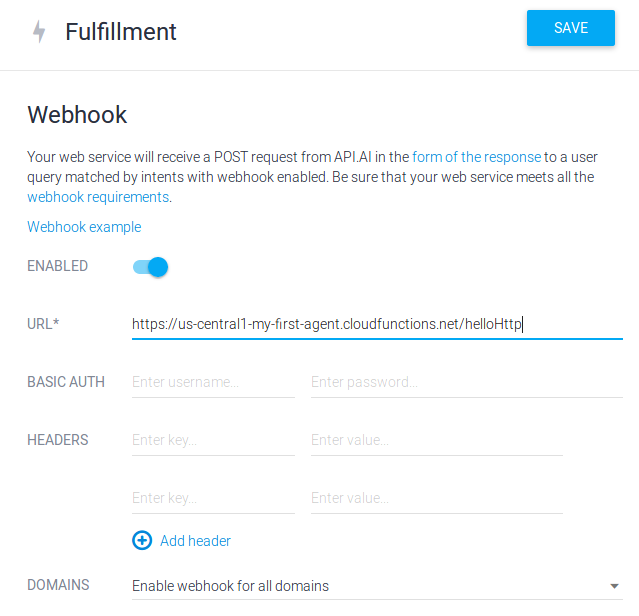 Fulfillment
SAVE
Webhook
Your web service will receive a POST request from API.AI in the form of the response to a user
query matched by intents with webhook enabled. Be sure that your web service meets all the
webhook requirements.
Webhook example
ENABLED
URL* https://us-central1-my-first-agent.cloudfunctions.net/helloHttp
BASIC AUTH Enter username... Enter password...
HEADERS Enter key... Enter value...
Enter key... Enter value...
Add header
DOMAINS Enable webhook for all domains